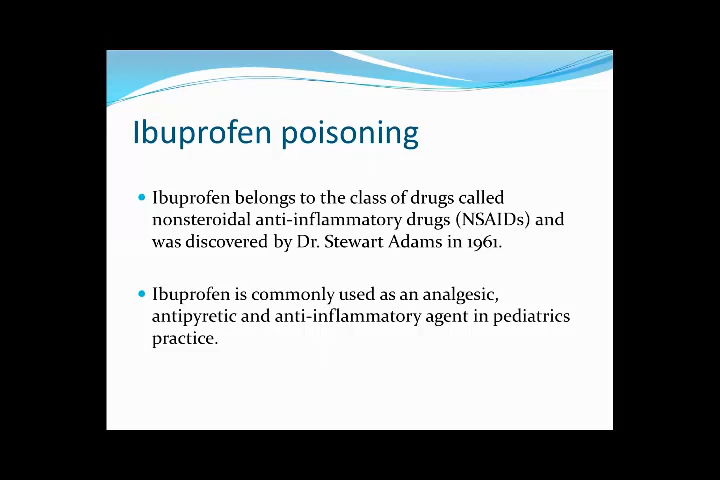 Ibuprofen poisoning
Ibuprofen belongs to the class of drugs called
nonsteroidal anti-inflammatory drugs (NSAIDs) and
was discovered by Dr. Stewart Adams in 1961.
Ibuprofen is commonly used as an analgesic,
antipyretic and anti-inflammatory agent in pediatrics
practice.